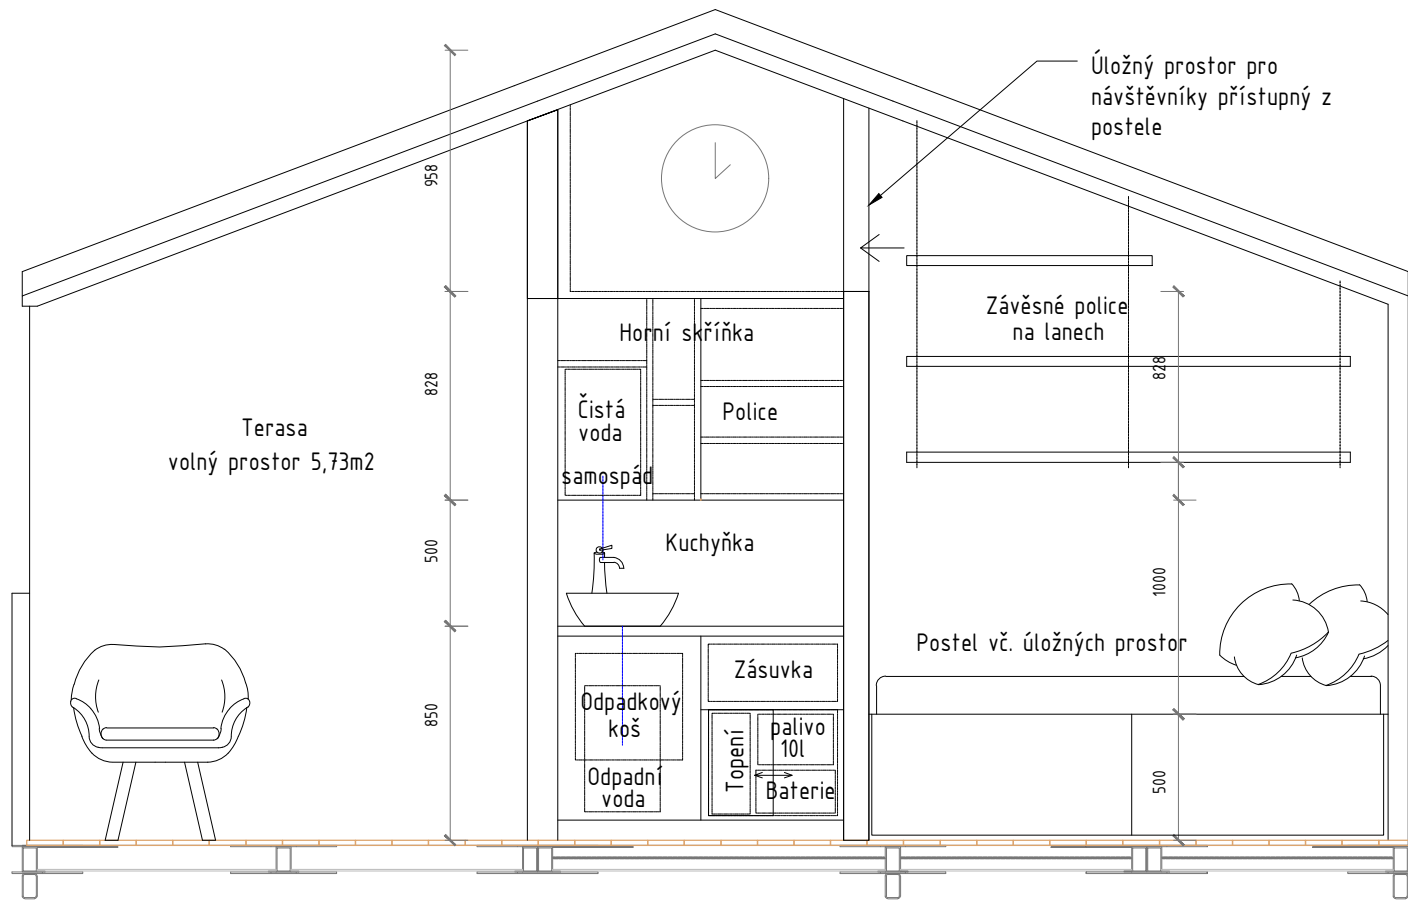 Úložný prostor pro
návštěvníky přístupný z
postele
958
Závěsné police
na lanech
Horní skříňka
828
828
Čistá
voda
Police
Terasa
volný prostor 5,73m2
samospád
500
Kuchyňka
1000
Postel vč. úložných prostor
Zásuvka
850
Odpadkový
koš
Topení
palivo
10l
Odpadní
voda
Baterie
500